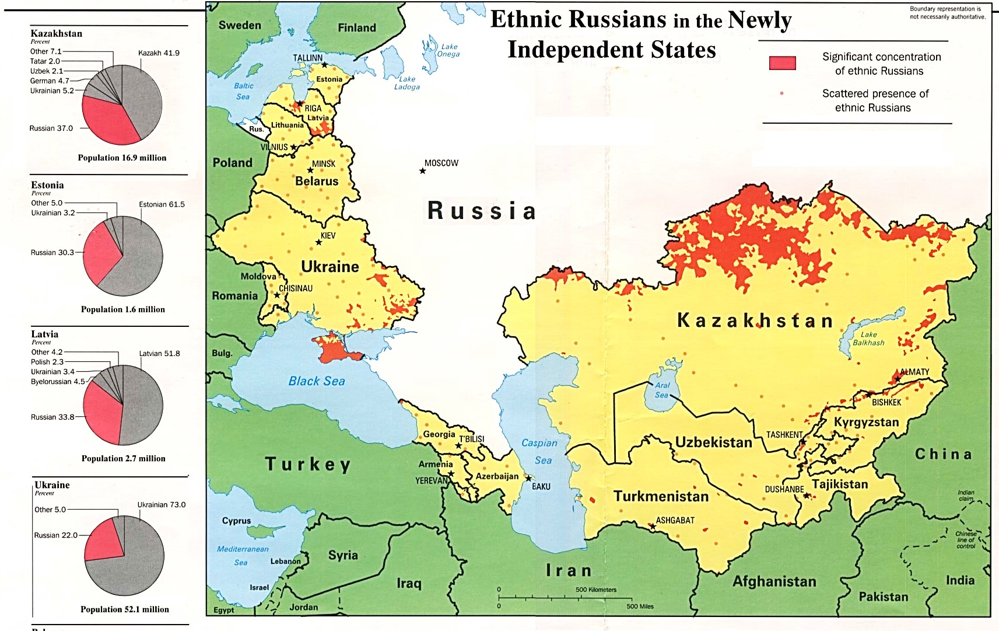 Ethnic Russians in the Newly
Independent States
Boundary representation is
not necessarily authoritative.
Significant concentration
of ethnic Russians
Scattered presence of
ethnic Russians
Kazakhstan
Percent
Other 7.1
Tatar 2.0
Uzbek 2.1
German 4.7
Ukrainian 5.2
Russian 37.0
Kazakh 41.9
Population 16.9 million
Estonia
Percent
Other 5.0
Ukrainian 3.2
Russian 30.3
Estonian 61.5
Population 1.6 million
Latvia
Percent
Other 4.2
Polish 2.3
Ukrainian 3.4
Byelorussian 4.5
Russian 33.8
Latvian 51.8
Population 2.7 million
Ukraine
Percent
Other 5.0
Russian 22.0
Ukrainian 73.0
Population 52.1 million
Sweden
Finland
Lake
Onega
Lake
Ladoga
TALLINN
Estonia
Baltic
Sea
RIGA
Latvia
Lithuania
Rus.
VILNIUS
Poland
MINSK
Belarus
MOSCOW
Russia
KIEV
Ukraine
Moldova
CHISINAU
Romania
Bulg.
Black Sea
Kazakhstan
Lake
Balkhash
ALMATY
Aral
Sea
BISHKEK
Kyrgyzstan
Georgia
T'BILISI
TASHKENT
Uzbekistan
Caspian
Sea
China
Turkey
Armenia
YEREVAN
Azerbaijan
BAKU
DUSHANBE
Tajikistan
Turkmenistan
ASHGABAT
Indian
claim
Chinese
line of
control
Cyprus
Mediterranean
Sea
Lebanon
Syria
Israel
Iraq
Iran
Afghanistan
India
Pakistan
Jordan
Egypt
0 500 Kilometers
0 500 Miles